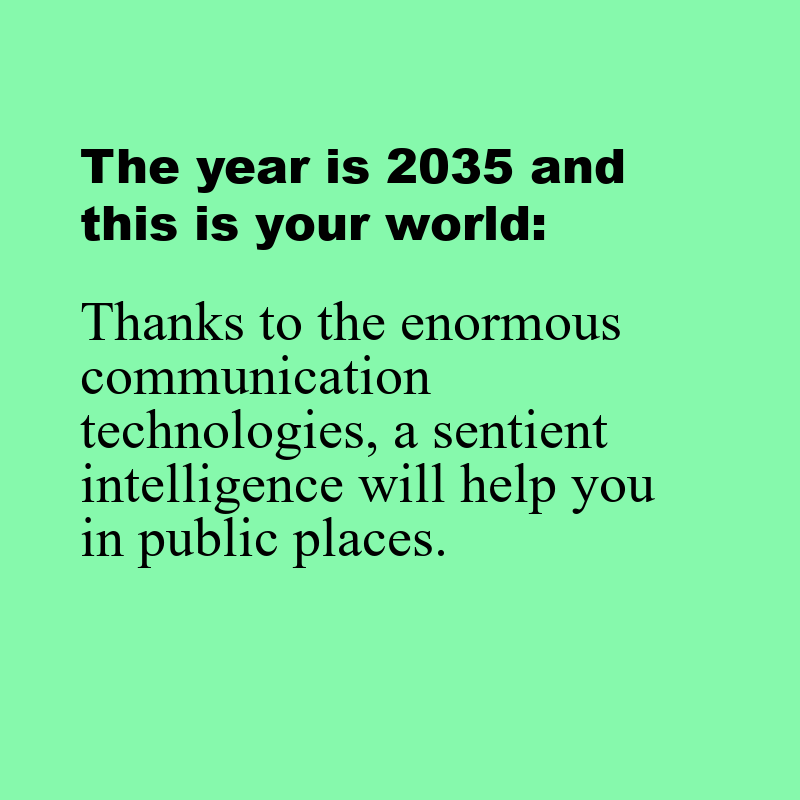 The year is 2035 and
this is your world:
Thanks to the enormous
communication
technologies, a sentient
intelligence will help you
in public places.